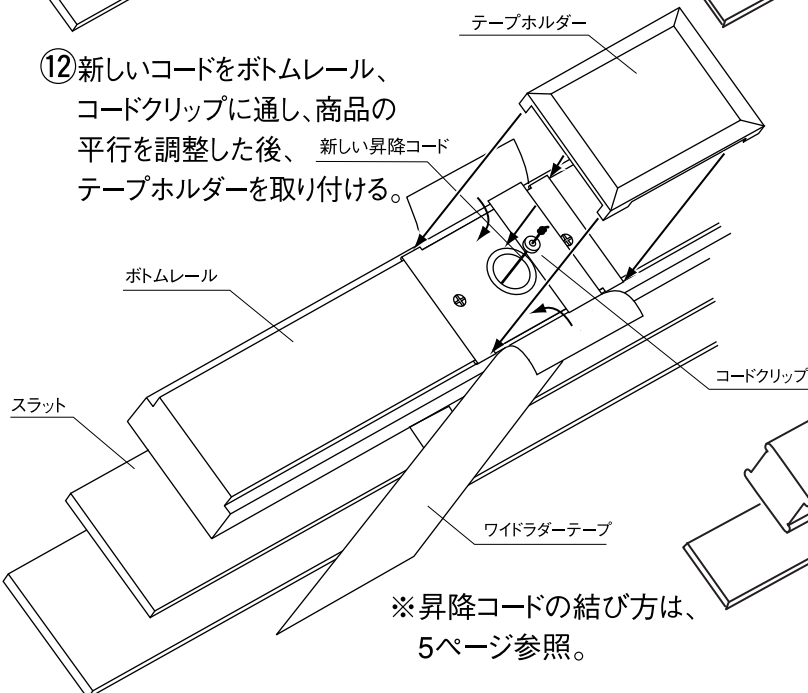 テープホルダー
⑫新しいコードをボトムレール、
コードクリップに通し、商品の
平行を調整した後、
テープホルダーを取り付ける。
新しい昇降コード
ボトムレール
スラット
コードクリップ
ワイドラダーテープ
※昇降コードの結び方は、
5ページ参照。